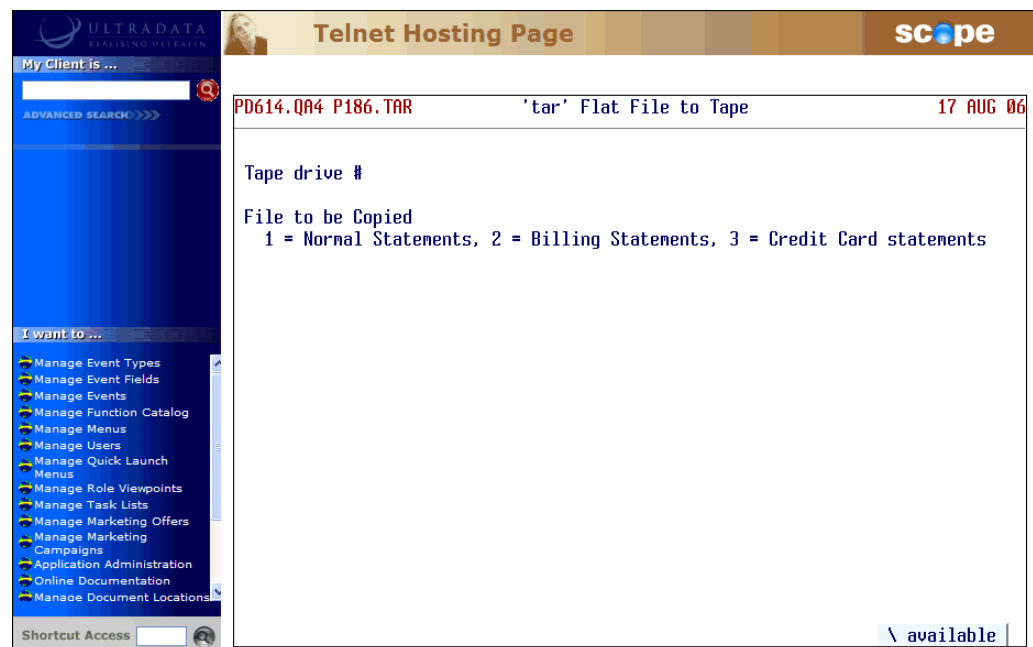 ULTRADATA
REALISING ULTRAFIN
Telnet Hosting Page
scope
My Client is ...
ADVANCED SEARCH
PD614.QA4 P186.TAR 'tar' Flat File to Tape 17 AUG 06
Tape drive #
File to be Copied
1 = Normal Statements, 2 = Billing Statements, 3 = Credit Card statements
I want to ...
Manage Event Types
Manage Event Fields
Manage Events
Manage Function Catalog
Manage Menus
Manage Users
Manage Quick Launch
Menus
Manage Role Viewpoints
Manage Task Lists
Manage Marketing Offers
Manage Marketing
Campaigns
Application Administration
Online Documentation
Manage Document Locations
Shortcut Access
\ available